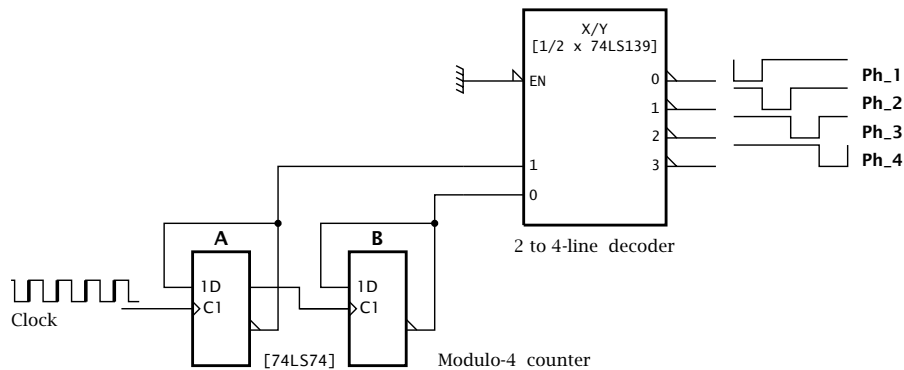 X/Y
[1/2 x 74LS139]
EN
0
1
2
3
1
0
Ph_1
Ph_2
Ph_3
Ph_4
2 to 4-line decoder
A
B
1D
C1
1D
C1
Clock
[74LS74]
Modulo-4 counter